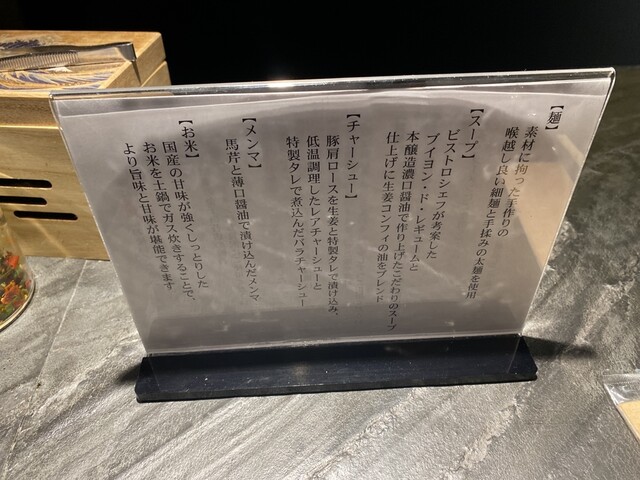 【麺】
素材に拘った手作りの
喉越し良い細麺と手揉みの太麺を使用
【スープ】
ビストロシェフが考案した
ブイヨン・ド・レギュームと
本醸造濃口醤油で作り上げたこだわりのスープ
仕上げに生姜コンフィの油をブレンド
【チャーシュー】
豚肩ロースを生姜と特製タレで漬け込み、
低温調理したレアチャーシューと
特製タレで煮込んだバラチャーシュー
【メンマ】
馬芹と薄口醤油で漬け込んだメンマ
【お米】
国産の甘味が強くしっとりした
お米を土鍋でガス炊きすることで、
より旨味と甘味が堪能できます